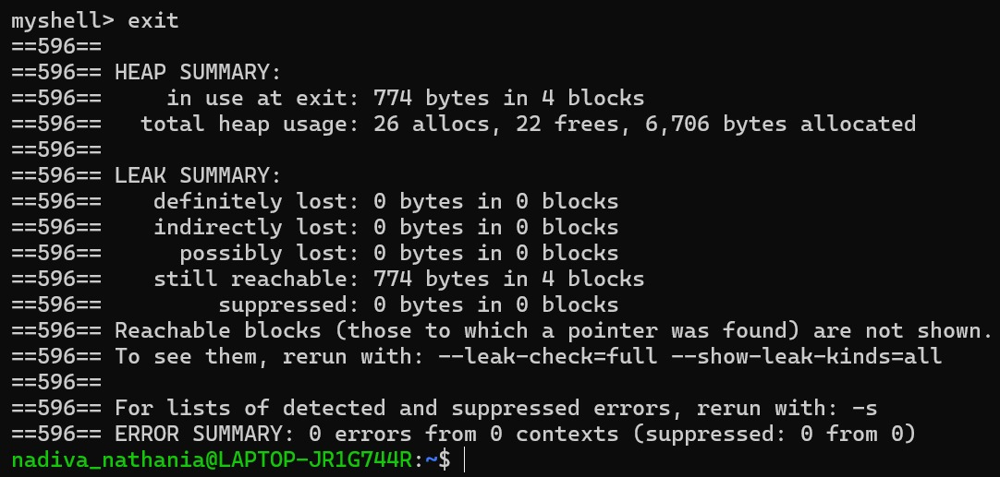 myshell> exit
==596==
==596== HEAP SUMMARY:
==596==     in use at exit: 774 bytes in 4 blocks
==596==   total heap usage: 26 allocs, 22 frees, 6,706 bytes allocated
==596==
==596== LEAK SUMMARY:
==596==    definitely lost: 0 bytes in 0 blocks
==596==    indirectly lost: 0 bytes in 0 blocks
==596==      possibly lost: 0 bytes in 0 blocks
==596==    still reachable: 774 bytes in 4 blocks
==596==         suppressed: 0 bytes in 0 blocks
==596== Reachable blocks (those to which a pointer was found) are not shown.
==596== To see them, rerun with: --leak-check=full --show-leak-kinds=all
==596==
==596== For lists of detected and suppressed errors, rerun with: -s
==596== ERROR SUMMARY: 0 errors from 0 contexts (suppressed: 0 from 0)
nadiva_nathania@LAPTOP-JR1G744R:~$